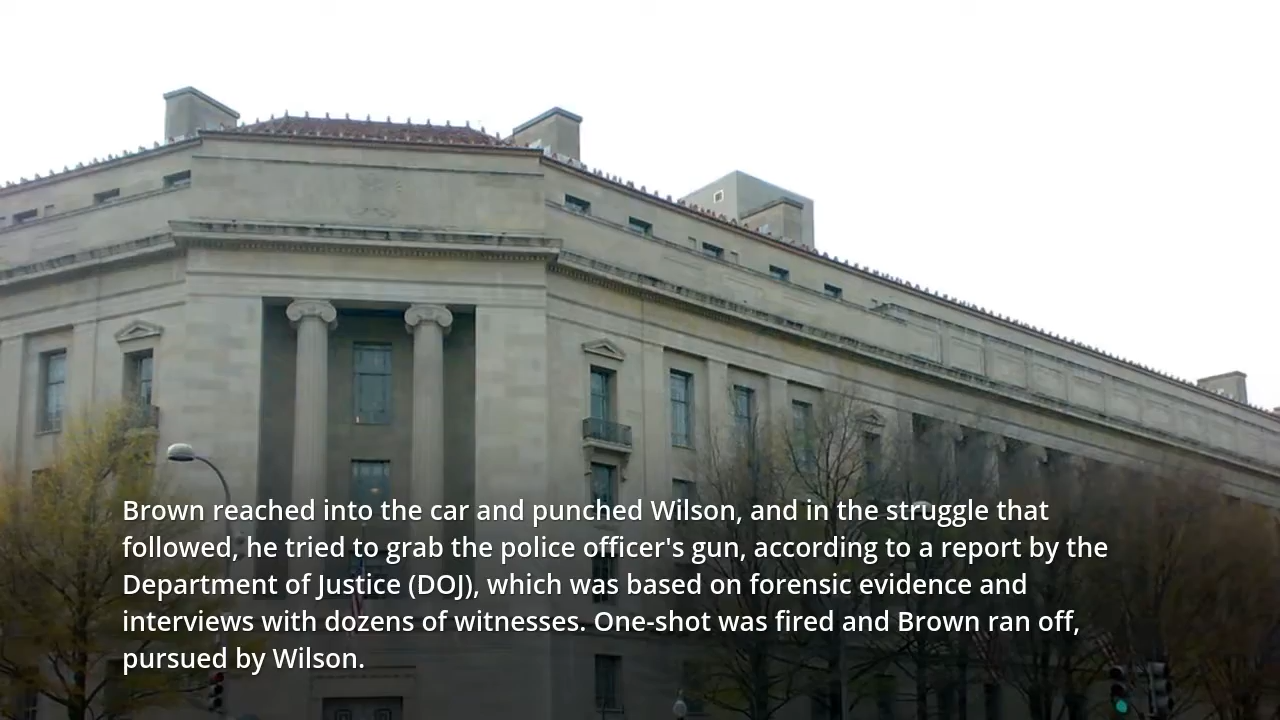 Brown reached into the car and punched Wilson, and in the struggle that
followed, he tried to grab the police officer's gun, according to a report by the
Department of Justice (DOJ), which was based on forensic evidence and
interviews with dozens of witnesses. One-shot was fired and Brown ran off,
pursued by Wilson.